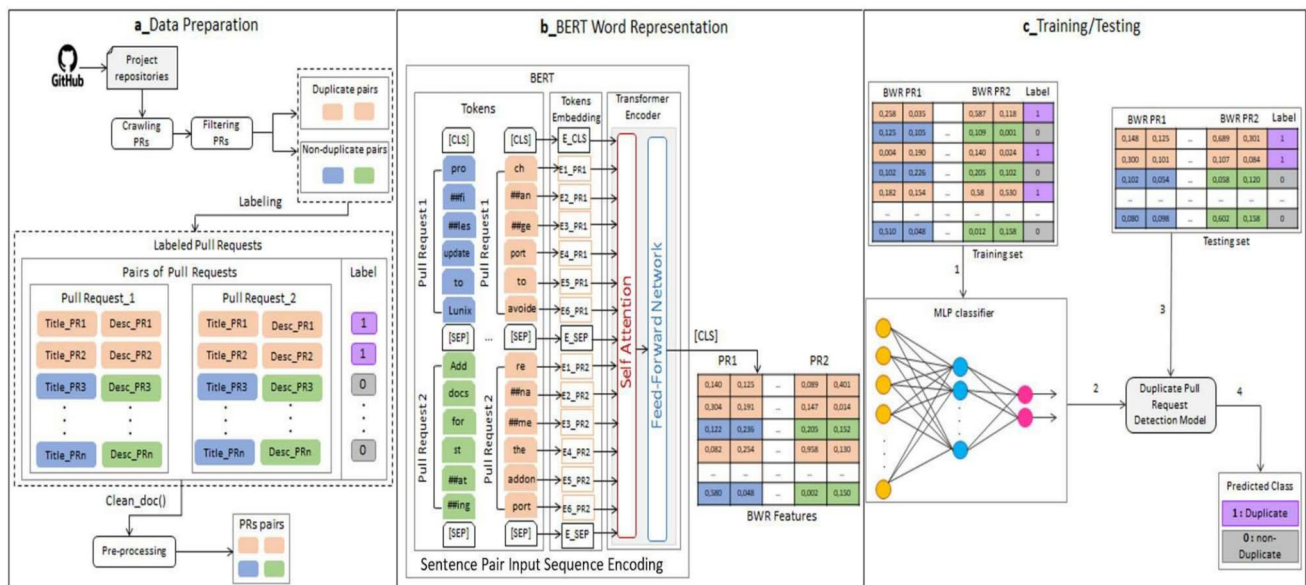 a_Data Preparation
GitHub
Project
repositories
Crawling
PRs
Filtering
PRs
Duplicate pairs
Non-duplicate pairs
Labeling
Labeled Pull Requests
Pairs of Pull Requests
Label
Pull Request_1
Pull Request_2
Title_PR1 Desc_PR1 Title_PR1 Desc_PR1 1
Title_PR2 Desc_PR2 Title_PR2 Desc_PR2 1
Title_PR3 Desc_PR3 Title_PR3 Desc_PR3 0
Title_PRn Desc_PRn Title_PRn Desc_PRn 0
Clean_doc()
Pre-processing
PRs pairs
b_BERT Word Representation
BERT
Tokens
Tokens
Embedding
Transformer
Encoder
[CLS] [CLS] E_CLS
Pull Request 1
Pull Request 1
pro ch E1_PR1
##fi ##an E2_PR1
##les ##ge E3_PR1
update port E4_PR1
to to E5_PR1
Lunix avoide E6_PR1
[SEP] ... [SEP] E_SEP
Pull Request 2
Pull Request 2
Add re E1_PR2
docs ##na E2_PR2
for ##me E3_PR2
st the E4_PR2
##at addon E5_PR2
##ing port E6_PR2
[SEP] [SEP] E_SEP
Self Attention
Feed-Forward Network
Sentence Pair Input Sequence Encoding
[CLS]
PR1 PR2
0,140 0,125 ... 0,089 0,401
0,304 0,191 ... 0,147 0,014
0,122 0,236 ... 0,205 0,152
0,082 0,254 ... 0,958 0,130
... ... ... ... ...
0,580 0,048 ... 0,002 0,150
BWR Features
c_Training/Testing
BWR PR1 BWR PR2 Label
0,258 0,035 ... 0,587 0,118 1
0,125 0,105 ... 0,109 0,001 0
0,004 0,190 ... 0,140 0,024 1
0,102 0,226 ... 0,205 0,102 0
0,182 0,154 ... 0,58 0,530 1
... ... ... ... ... ...
0,510 0,048 ... 0,012 0,158 0
Training set
BWR PR1 BWR PR2 Label
0,148 0,125 ... 0,689 0,301 1
0,300 0,101 ... 0,107 0,084 1
0,102 0,054 ... 0,058 0,120 0
... ... ... ... ... ...
0,080 0,098 ... 0,602 0,158 0
Testing set
1
MLP classifier
2
3
Duplicate Pull
Request
Detection Model
4
Predicted Class
1 : Duplicate
0 : non-
Duplicate